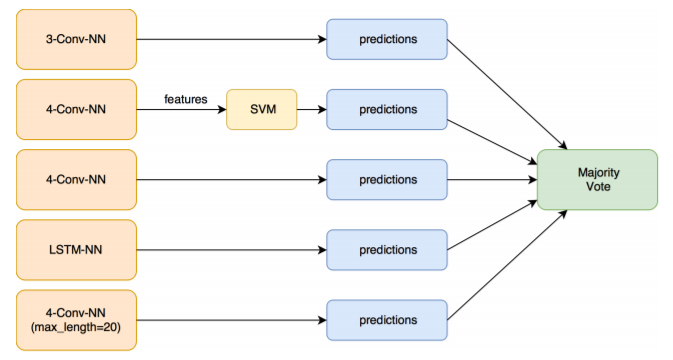 3-Conv-NN
predictions
4-Conv-NN
features
SVM
predictions
4-Conv-NN
predictions
Majority
Vote
LSTM-NN
predictions
4-Conv-NN
(max_length=20)
predictions